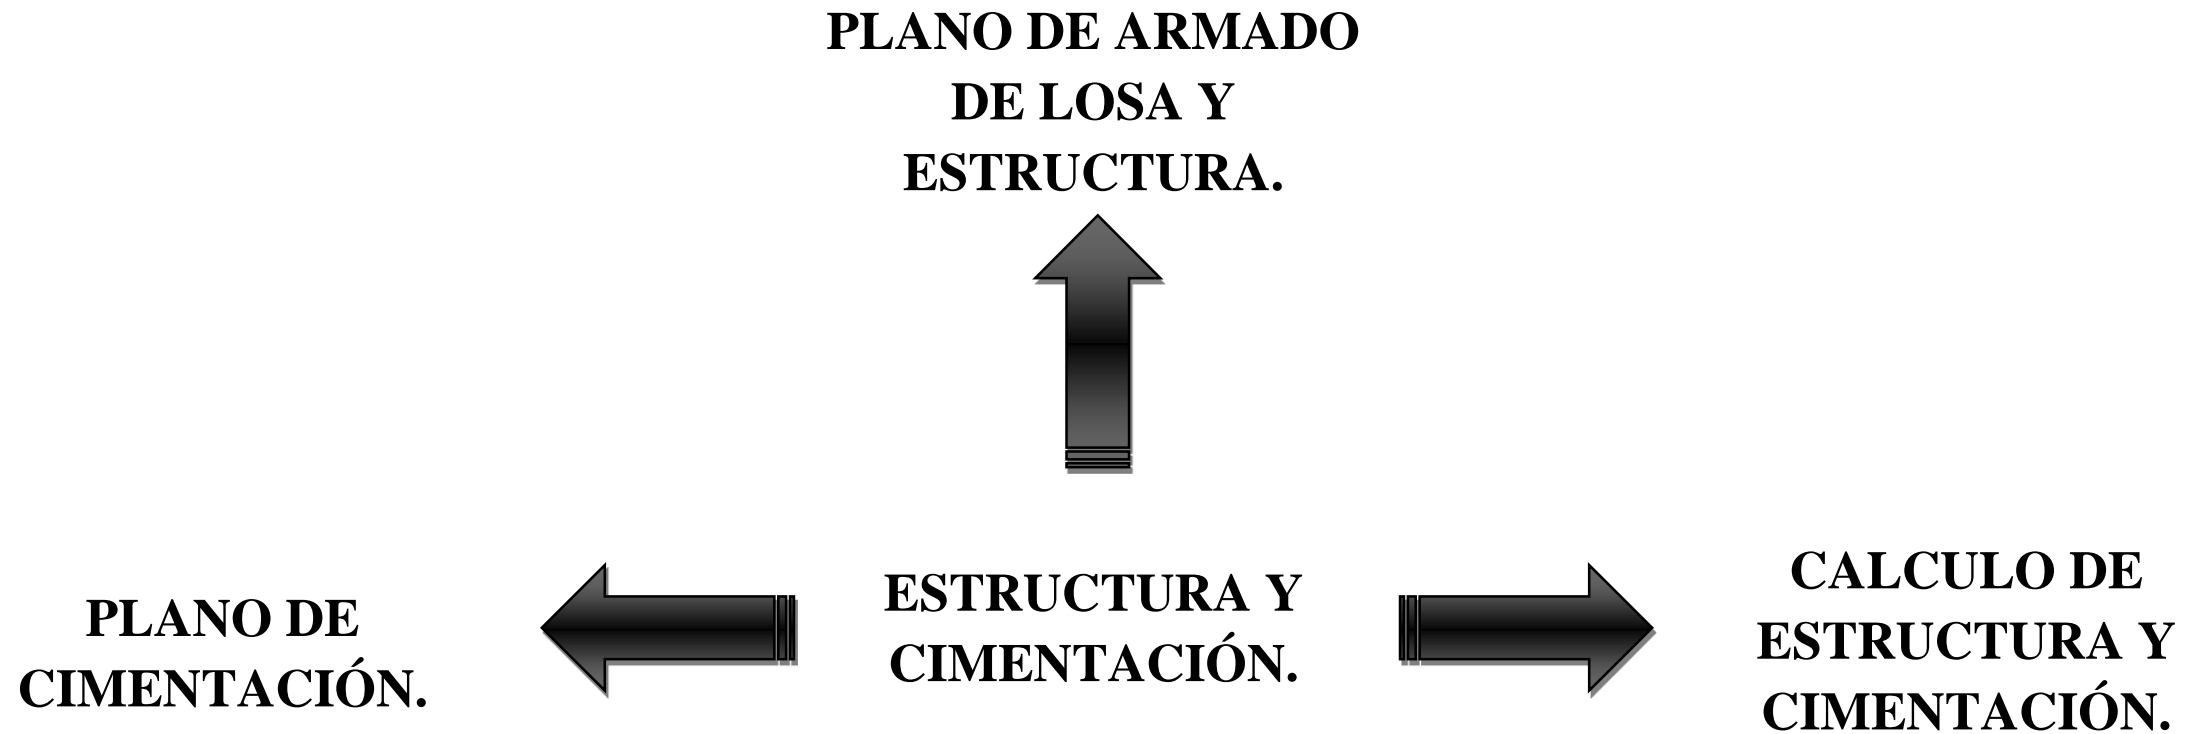 PLANO DE ARMADO
DE LOSA Y
ESTRUCTURA.
PLANO DE
CIMENTACIÓN.
ESTRUCTURA Y
CIMENTACIÓN.
CALCULO DE
ESTRUCTURA Y
CIMENTACIÓN.